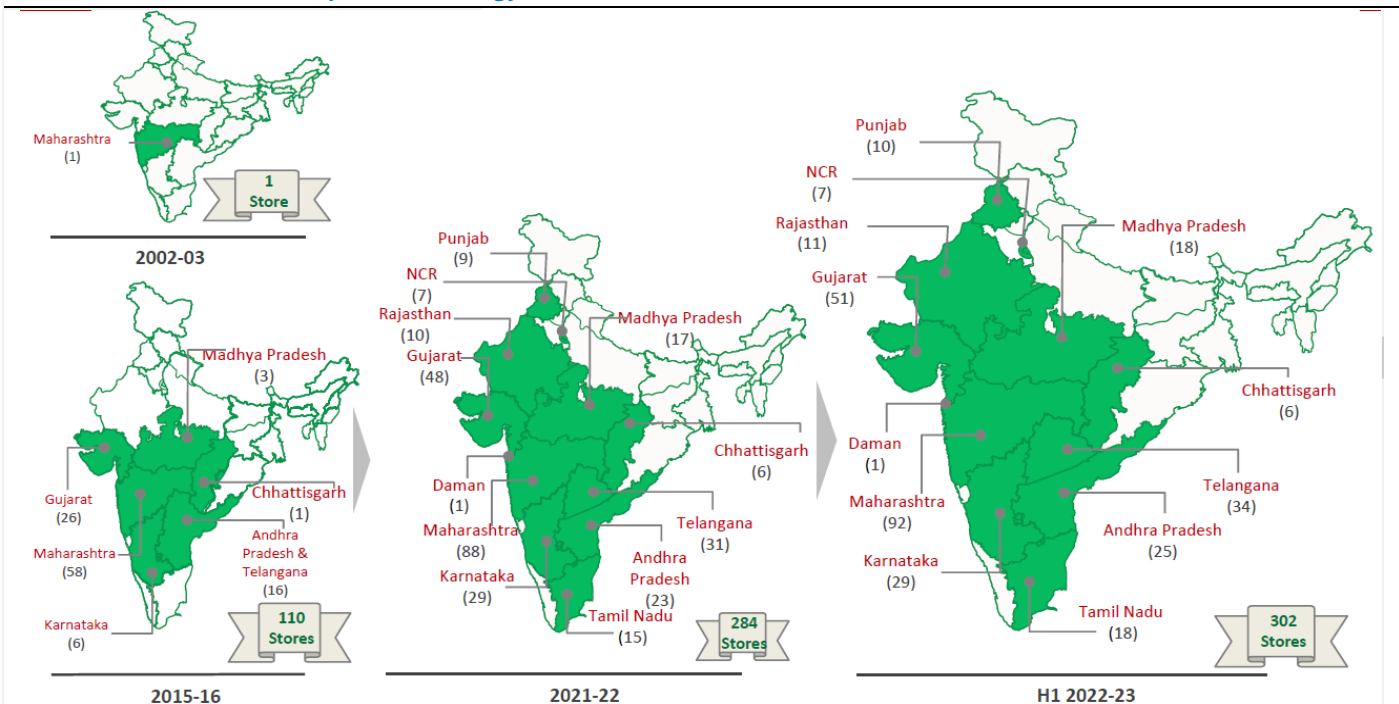 Maharashtra
(1)
1
Store
2002-03
Madhya Pradesh
(3)
Gujarat
(26)
Chhattisgarh
(1)
Maharashtra
(58)
Andhra
Pradesh &
Telangana
(16)
Karnataka
(6)
110
Stores
2015-16
Punjab
(9)
NCR
(7)
Rajasthan
(10)
Madhya Pradesh
(17)
Gujarat
(48)
Chhattisgarh
(6)
Daman
(1)
Maharashtra
(88)
Telangana
(31)
Karnataka
(29)
Andhra
Pradesh
(23)
Tamil Nadu
(15)
284
Stores
2021-22
Punjab
(10)
NCR
(7)
Rajasthan
(11)
Madhya Pradesh
(18)
Gujarat
(51)
Chhattisgarh
(6)
Daman
(1)
Maharashtra
(92)
Telangana
(34)
Andhra Pradesh
(25)
Karnataka
(29)
Tamil Nadu
(18)
302
Stores
H1 2022-23